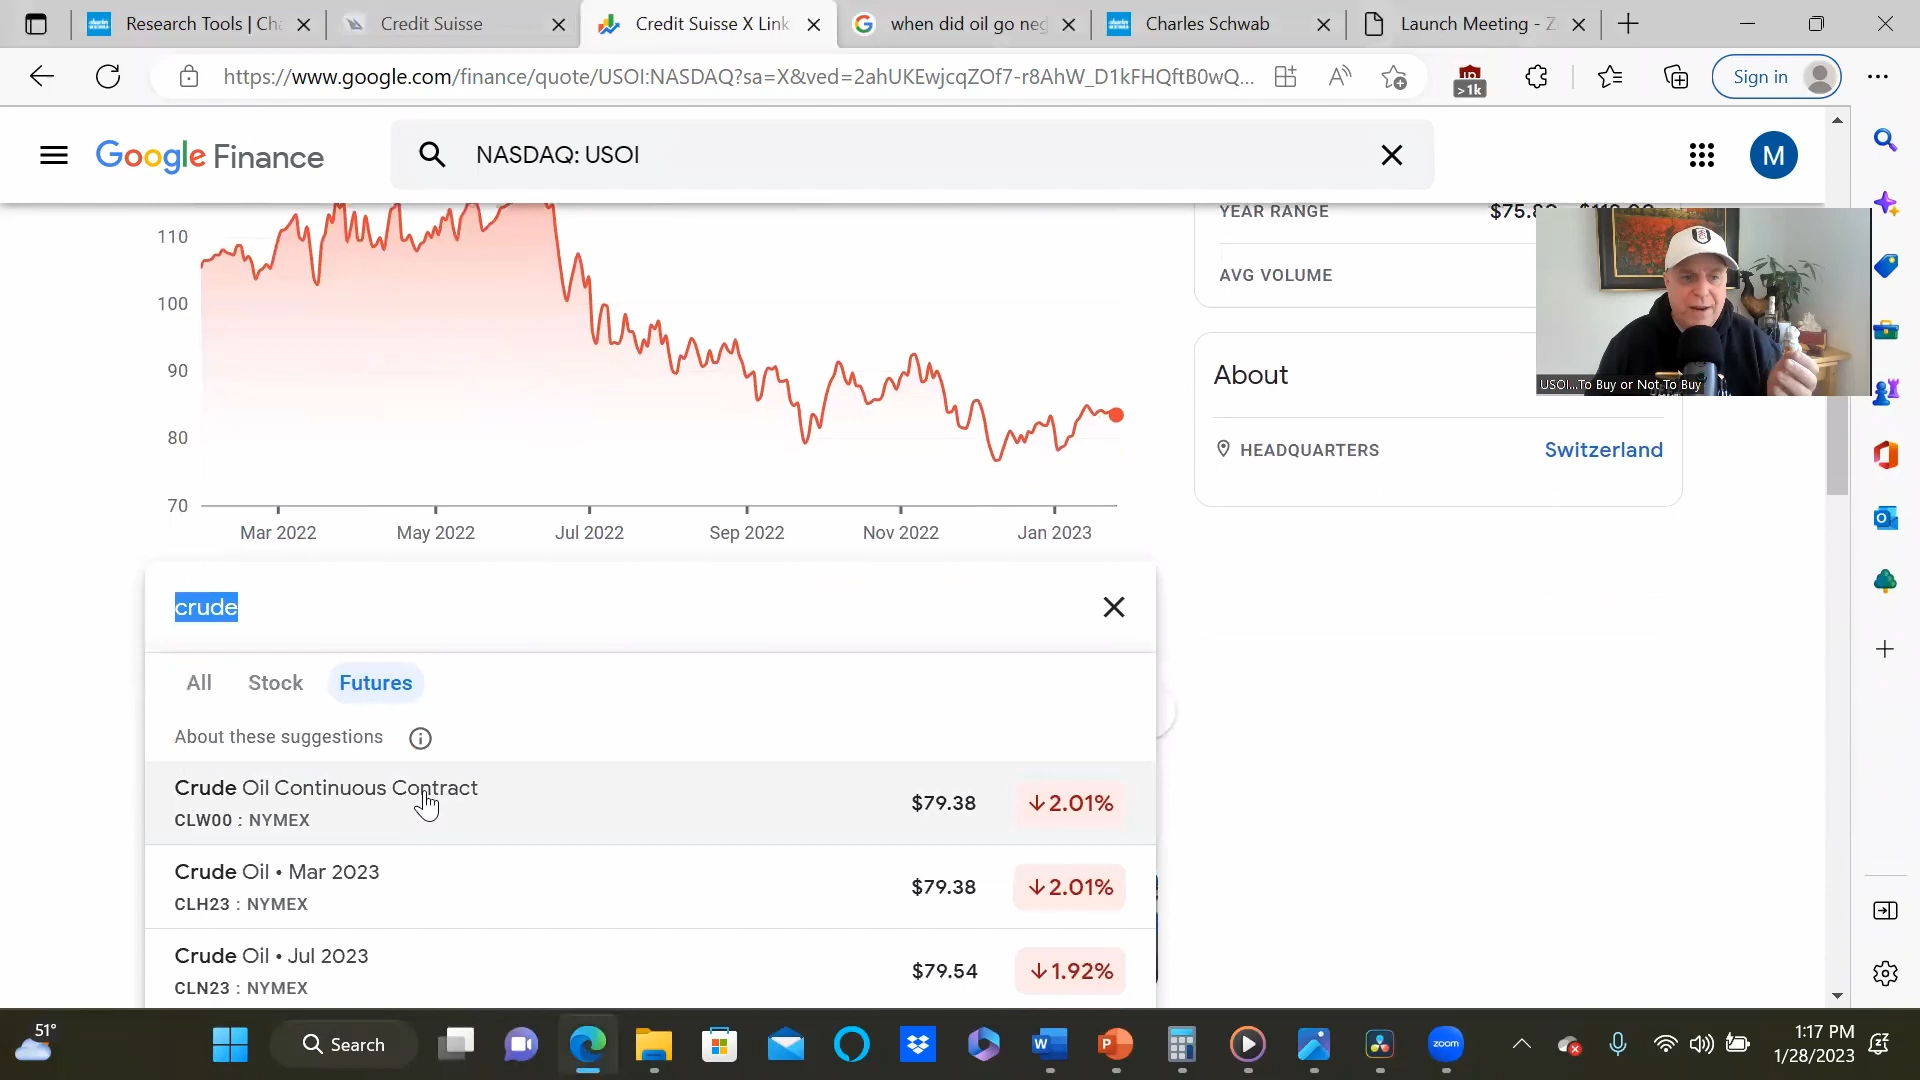 Research Tools | Cha
Credit Suisse
Credit Suisse X Link
when did oil go neg
Charles Schwab
Launch Meeting - Z
https://www.google.com/finance/quote/USOI:NASDAQ?sa=X&ved=2ahUKEwjcqZOf7-r8AhW_D1kFHQftB0wQ...
>1k
Sign in
Google Finance
NASDAQ: USOI
M
110
100
90
80
70
Mar 2022
May 2022
Jul 2022
Sep 2022
Nov 2022
Jan 2023
YEAR RANGE
AVG VOLUME
USOI...To Buy or Not To Buy
About
HEADQUARTERS
Switzerland
crude
All
Stock
Futures
About these suggestions
Crude Oil Continuous Contract
$79.38
↓2.01%
CLW00 : NYMEX
Crude Oil • Mar 2023
$79.38
↓2.01%
CLH23 : NYMEX
Crude Oil • Jul 2023
$79.54
↓1.92%
CLN23 : NYMEX
51°
Search
W
P
zoom
1:17 PM
1/28/2023